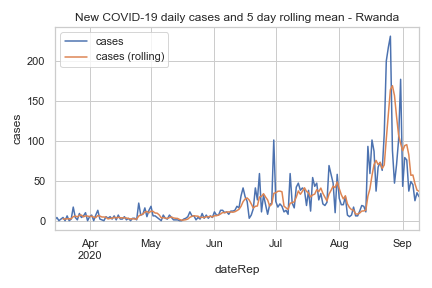 New COVID-19 daily cases and 5 day rolling mean - Rwanda
cases
cases (rolling)
200
150
100
50
0
cases
Apr
2020
May
Jun
Jul
Aug
Sep
dateRep